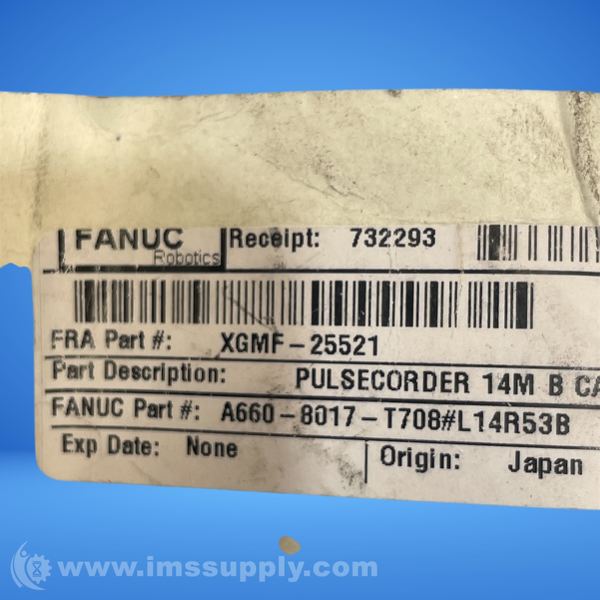 FANUC
Robotics
Receipt: 732293
FRA Part #: XGMF-25521
Part Description: PULSECORDER 14M B
FANUC Part #: A660-8017-T708#L14R53B
Exp Date: None
Origin: Japan
www.imssupply.com